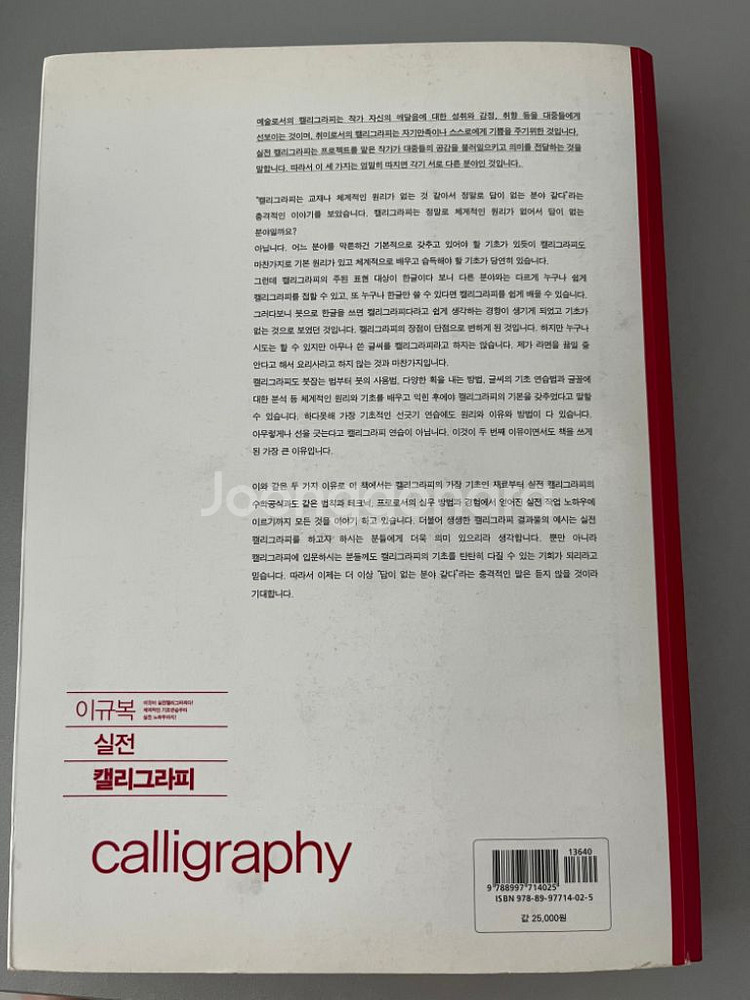 예술로서의 캘리그라피는 작가 자신의 깨달음에 대한 성취와 감정, 취향 등을 대중들에게
선보이는 것이며, 취미로서의 캘리그라피는 자기만족이나 스스로에게 기쁨을 주기위한 것입니다.
실전 캘리그라피는 프로젝트를 맡은 작가가 대중들의 공감을 불러일으키고 의미를 전달하는 것을
말합니다. 따라서 이 세 가지는 엄밀히 따지면 각기 서로 다른 분야인 것입니다.
"캘리그라피는 교재나 체계적인 원리가 없는 것 같아서 정말로 답이 없는 분야 같다"라는
충격적인 이야기를 보았습니다. 캘리그라피는 정말로 체계적인 원리가 없어서 답이 없는
분야일까요?
아닙니다. 어느 분야를 막론하건 기본적으로 갖추고 있어야 할 기초가 있듯이 캘리그라피도
마찬가지로 기본 원리가 있고 체계적으로 배우고 습득해야 할 기초가 당연히 있습니다.
그런데 캘리그라피의 주된 표현 대상이 한글이다 보니 다른 분야와는 다르게 누구나 쉽게
캘리그라피를 접할 수 있고, 또 누구나 한글만 쓸 수 있다면 캘리그라피를 쉽게 배울 수 있습니다.
그러다보니 붓으로 한글을 쓰면 캘리그라피다라고 쉽게 생각하는 경향이 생기게 되었고 기초가
없는 것으로 보였던 것입니다. 캘리그라피의 장점이 단점으로 변하게 된 것입니다. 하지만 누구나
시도는 할 수 있지만 아무나 쓴 글씨를 캘리그라피라고 하지는 않습니다. 제가 라면을 끓일 줄
안다고 해서 요리사라고 하지 않는 것과 마찬가지입니다.
캘리그라피도 붓잡는 법부터 붓의 사용법, 다양한 획을 내는 방법, 글씨의 기초 연습법과 글꼴에
대한 분석 등 체계적인 원리와 기초를 배우고 익힌 후에야 캘리그라피의 기본을 갖추었다고 말할
수 있습니다. 하다못해 가장 기초적인 선긋기 연습에도 원리와 이유와 방법이 다 있습니다.
아무렇게나 선을 긋는다고 캘리그라피 연습이 아닙니다. 이것이 두 번째 이유이면서도 책을 쓰게
된 가장 큰 이유입니다.
이와 같은 두 가지 이유로 이 책에서는 캘리그라피의 가장 기초인 재료부터 실전 캘리그라피의
수학공식과도 같은 법칙과 테크닉, 프로로서의 실무 방법과 경험에서 얻어진 실전 작업 노하우에
이르기까지 모든 것을 이야기 하고 있습니다. 더불어 생생한 캘리그라피 결과물의 예시는 실전
캘리그라피를 하고자 하시는 분들에게 더욱 의미 있으리라 생각합니다. 뿐만 아니라
캘리그라피에 입문하시는 분들께도 캘리그라피의 기초를 탄탄히 다질 수 있는 기회가 되리라고
믿습니다. 따라서 이제는 더 이상 "답이 없는 분야 같다"라는 충격적인 말은 듣지 않을 것이라
기대합니다.
Joonggonara
이규복
이것이 실전캘리그라피다!
체계적인 기초연습부터
실전 노하우까지!
실전
캘리그라피
calligraphy
13640
9 788997 714025
ISBN 978-89-97714-02-5
값 25,000원